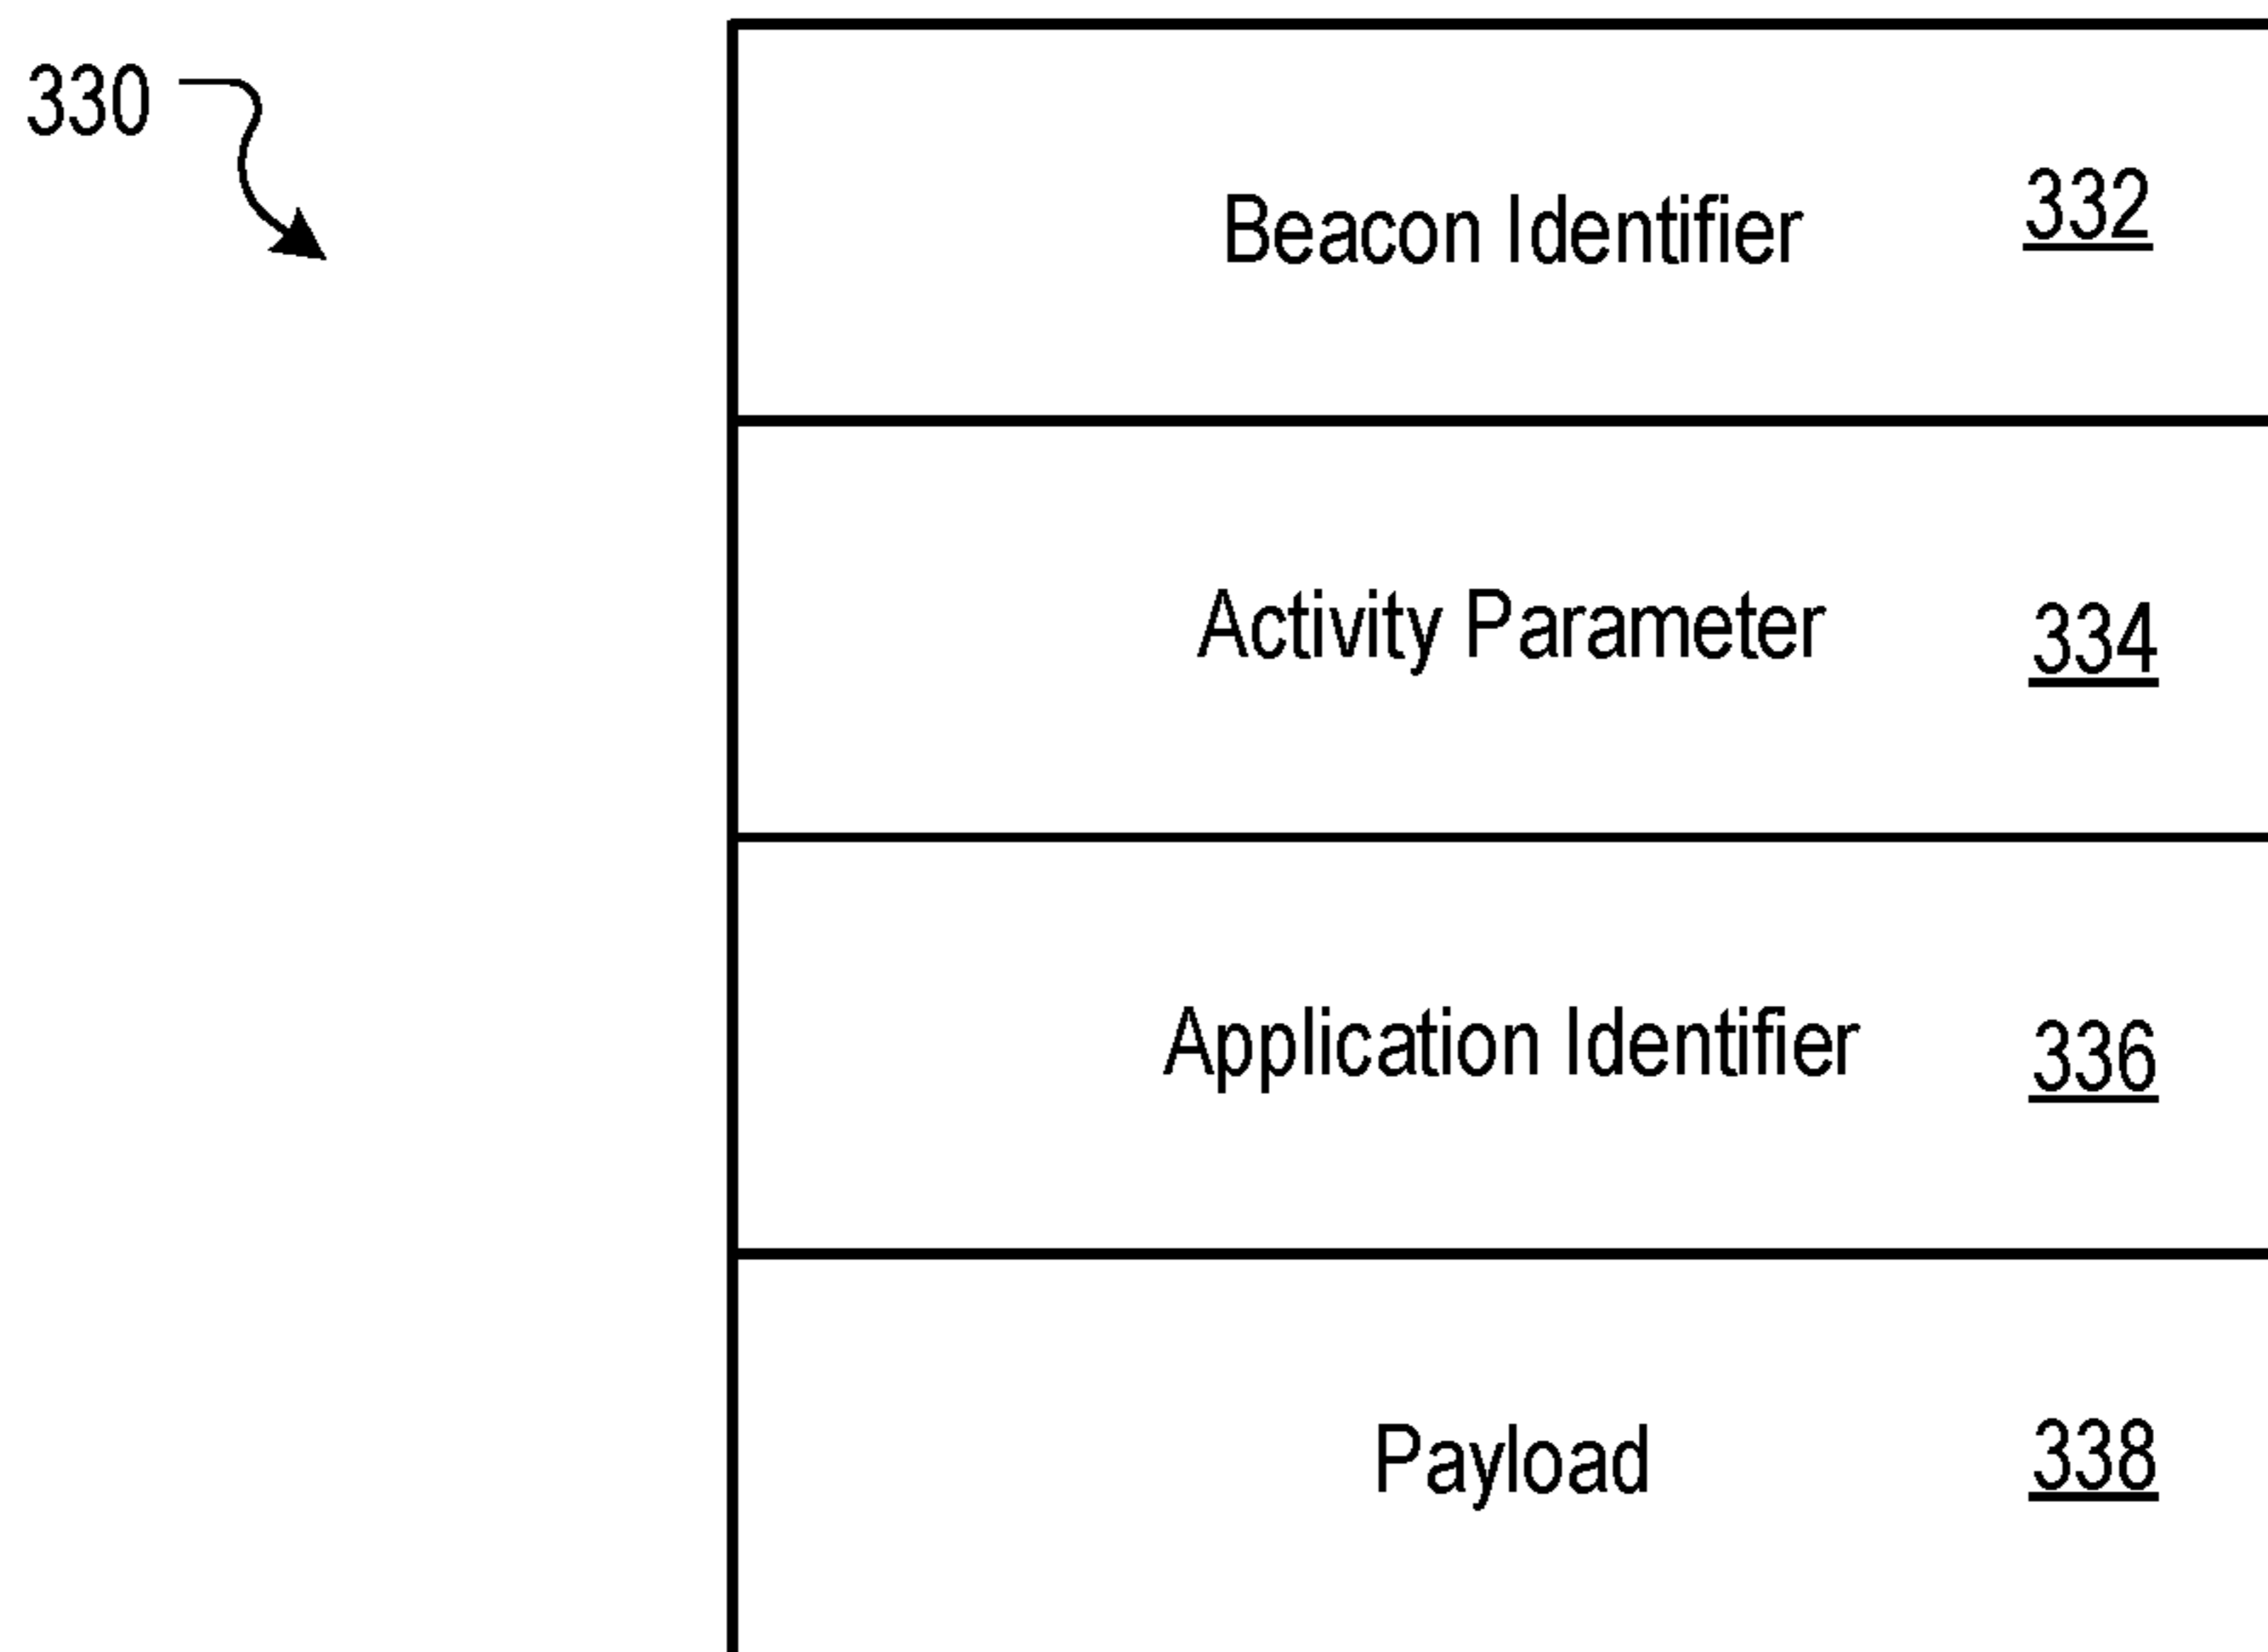 330
Beacon Identifier 332
Activity Parameter 334
Application Identifier 336
Payload 338